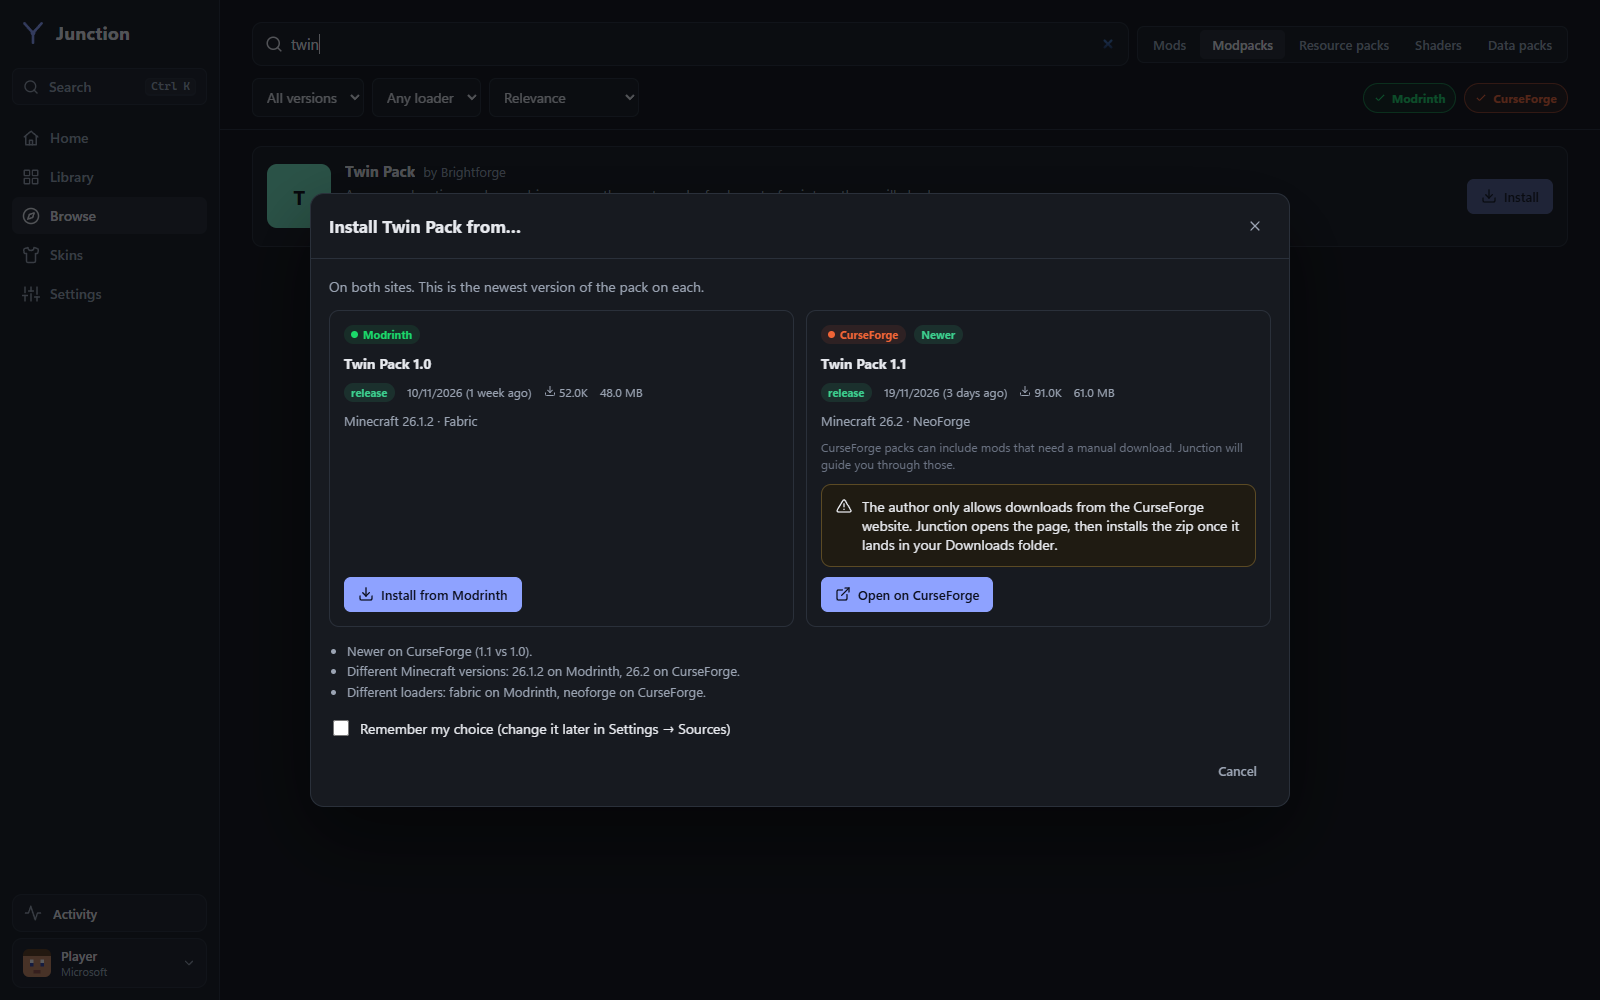 Junction
twin
Mods
Modpacks
Resource packs
Shaders
Data packs
Search
Ctrl K
All versions
Any loader
Relevance
Modrinth
CurseForge
Home
Library
Browse
Skins
Settings
T
Twin Pack by Brightforge
Install
Install Twin Pack from...
On both sites. This is the newest version of the pack on each.
Modrinth
Twin Pack 1.0
release 10/11/2026 (1 week ago) 52.0K 48.0 MB
Minecraft 26.1.2 · Fabric
Install from Modrinth
CurseForge Newer
Twin Pack 1.1
release 19/11/2026 (3 days ago) 91.0K 61.0 MB
Minecraft 26.2 · NeoForge
CurseForge packs can include mods that need a manual download. Junction will
guide you through those.
The author only allows downloads from the CurseForge
website. Junction opens the page, then installs the zip once it
lands in your Downloads folder.
Open on CurseForge
• Newer on CurseForge (1.1 vs 1.0).
• Different Minecraft versions: 26.1.2 on Modrinth, 26.2 on CurseForge.
• Different loaders: fabric on Modrinth, neoforge on CurseForge.
Remember my choice (change it later in Settings → Sources)
Cancel
Activity
Player
Microsoft